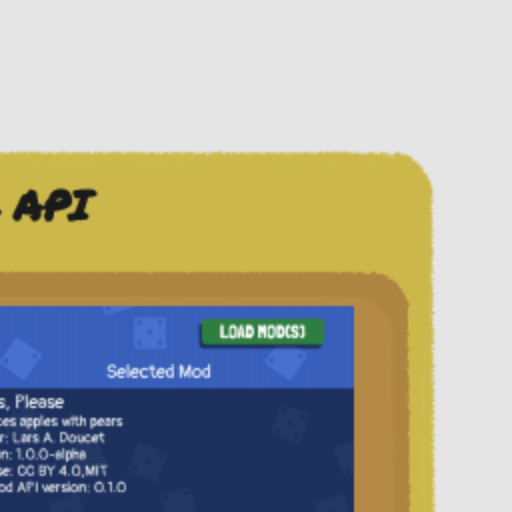 API
LOAD MOD(S)
Selected Mod
s, Please
ces apples with pears
r: Lars A. Doucet
n: 1.0.0-alpha
se: CC BY 4.0,MIT
od API version: 0.1.0